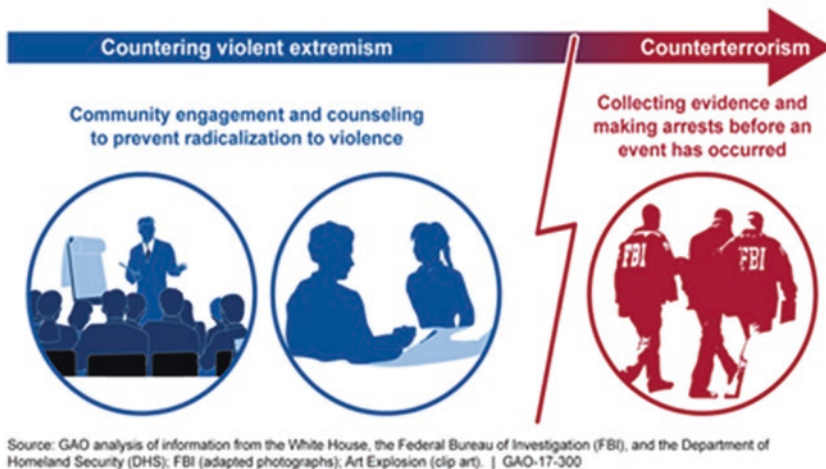 Countering violent extremism
Counterterrorism
Community engagement and counseling
to prevent radicalization to violence
Collecting evidence and
making arrests before an
event has occurred
FBI
FBI
Source: GAO analysis of information from the White House, the Federal Bureau of Investigation (FBI), and the Department of
Homeland Security (DHS); FBI (adapted photographs); Art Explosion (clip art). | GAO-17-300